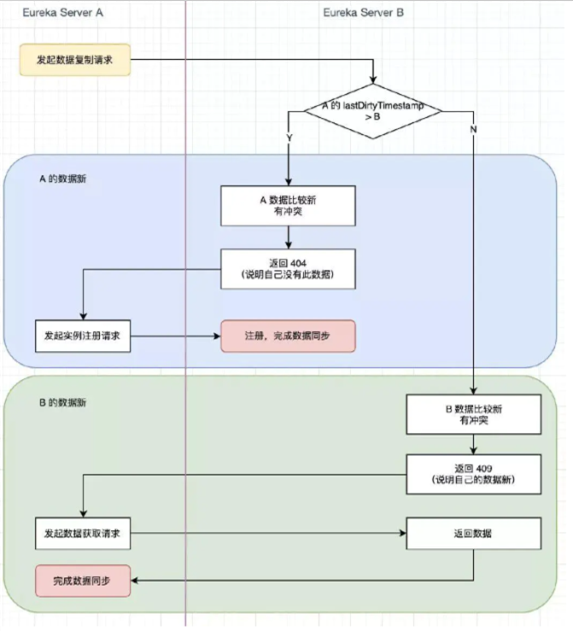 Eureka Server A
Eureka Server B
发起数据复制请求
A 的 lastDirtyTimestamp
> B
Y
N
A 的数据新
A 数据比较新
有冲突
返回 404
(说明自己没有此数据)
发起实例注册请求
注册，完成数据同步
B 的数据新
B 数据比较新
有冲突
返回 409
(说明自己的数据新)
发起数据获取请求
返回数据
完成数据同步